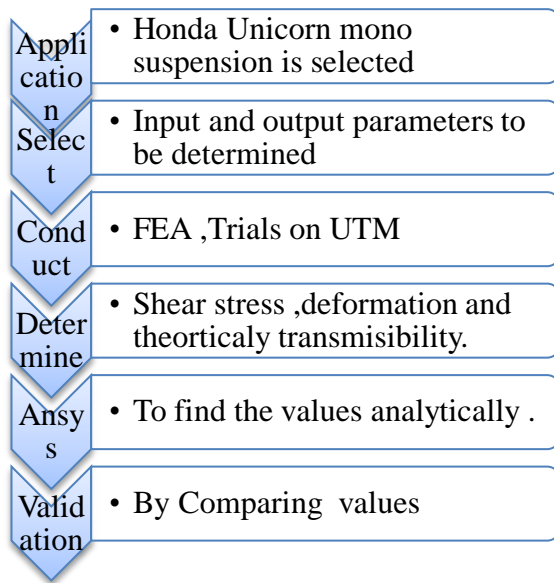 Appli
catio
n
• Honda Unicorn mono
suspension is selected
Selec
t
• Input and output parameters to
be determined
Cond
uct
• FEA ,Trials on UTM
Deter
mine
• Shear stress ,deformation and
theorticaly transmisibility.
Ansy
s
• To find the values analytically .
Valid
ation
• By Comparing values